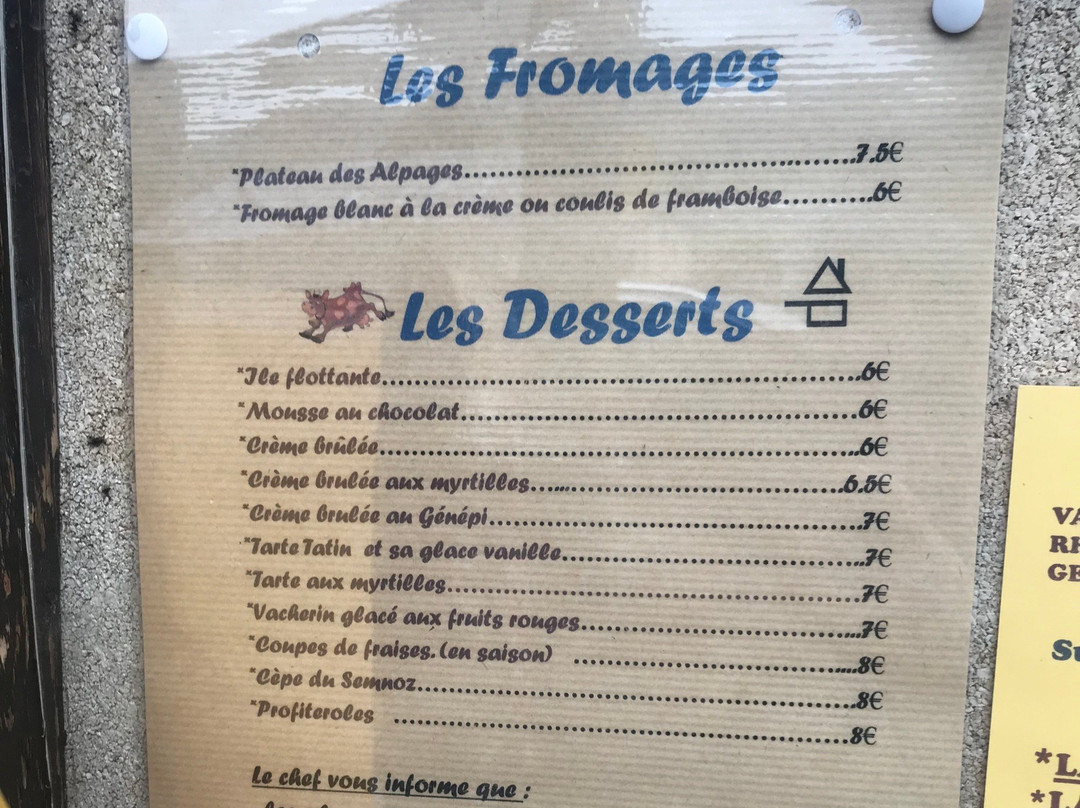 Les Fromages
*Plateau des Alpages..........7.5€
*Fromage blanc à la crème ou coulis de framboise..........6€
Les Desserts
*Ile flottante..........6€
*Mousse au chocolat..........6€
*Crème brûlée..........6€
*Crème brulée aux myrtilles..........6.5€
*Crème brulée au Génépi..........7€
*Tarte Tatin et sa glace vanille..........7€
*Tarte aux myrtilles..........7€
*Vacherin glacé aux fruits rouges..........7€
*Coupes de fraises. (en saison) ..........8€
*Cèpe du Semnoz..........8€
*Profiteroles ..........8€
Le chef vous informe que :